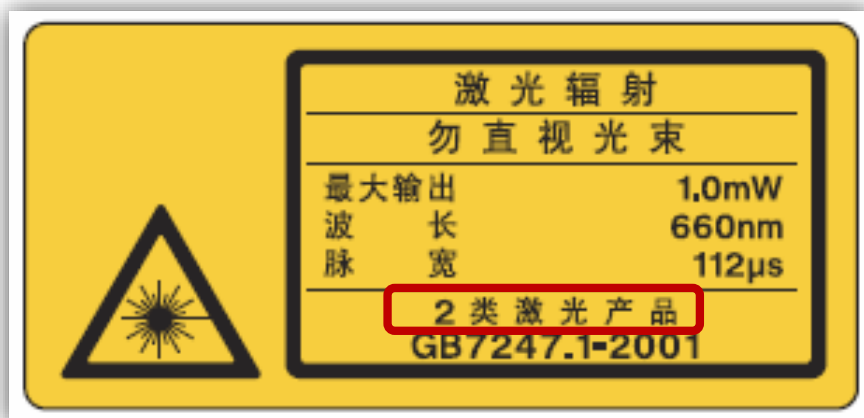 激光辐射
勿直视光束
最大输出 1.0mW
波长 660nm
脉宽 112µs
2类激光产品
GB7247.1-2001